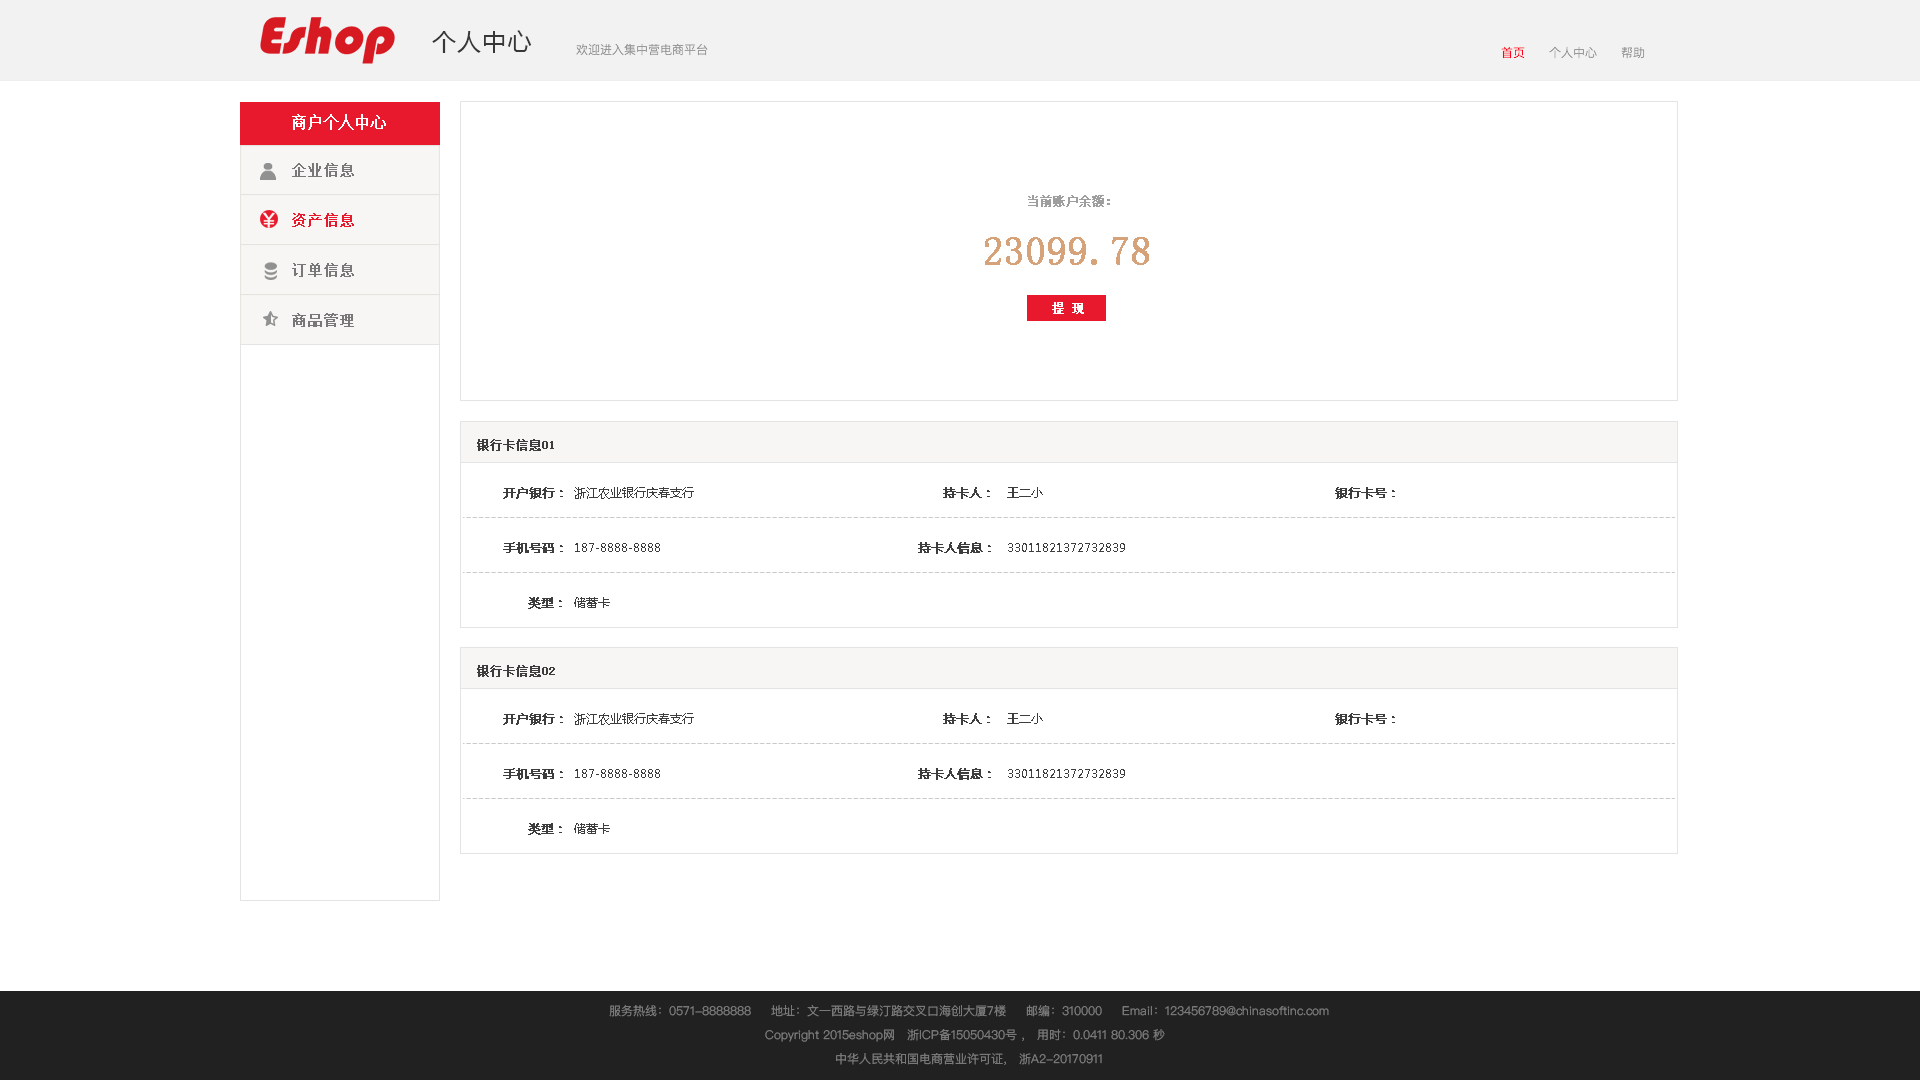 Eshop 个人中心 欢迎进入集中营电商平台 首页 个人中心 帮助
商户个人中心
企业信息
资产信息
订单信息
商品管理
当前账户余额：
23099.78
提 现
银行卡信息01
开户银行： 浙江农业银行庆春支行 持卡人： 王二小 银行卡号：
手机号码： 187-8888-8888 持卡人信息： 33011821372732839
类型： 储蓄卡
银行卡信息02
开户银行： 浙江农业银行庆春支行 持卡人： 王二小 银行卡号：
手机号码： 187-8888-8888 持卡人信息： 33011821372732839
类型： 储蓄卡
服务热线：0571-8888888 地址：文一西路与绿汀路交叉口海创大厦7楼 邮编：310000 Email：123456789@chinasoftinc.com
Copyright 2015eshop网 浙ICP备15050430号 ， 用时：0.0411 80.306 秒
中华人民共和国电商营业许可证， 浙A2-20170911